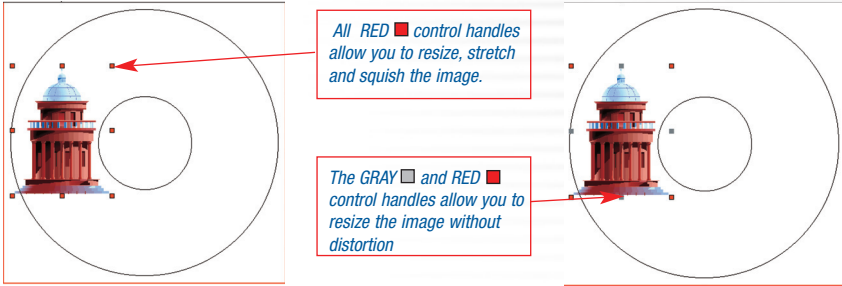 All RED control handles
allow you to resize, stretch
and squish the image.
The GRAY and RED
control handles allow you to
resize the image without
distortion